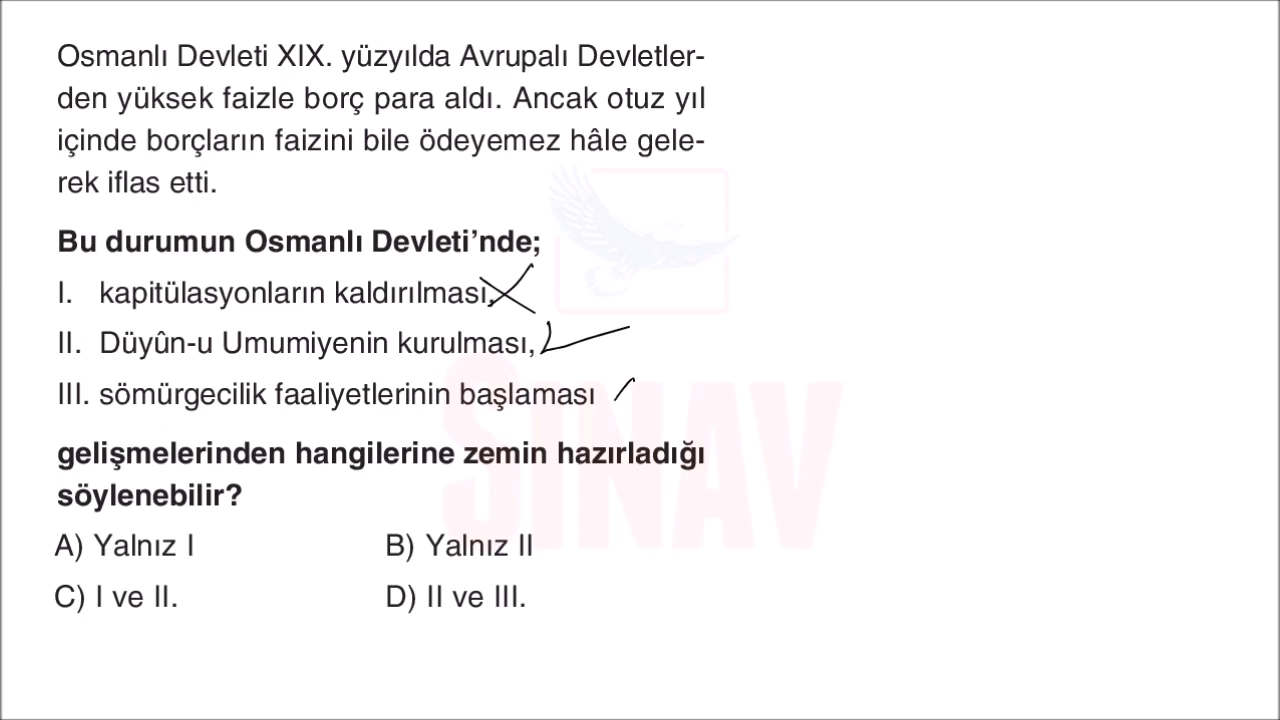 Osmanlı Devleti XIX. yüzyılda Avrupalı Devletler-
den yüksek faizle borç para aldı. Ancak otuz yıl
içinde borçların faizini bile ödeyemez hâle gele-
rek iflas etti.
Bu durumun Osmanlı Devleti’nde;
I. kapitülasyonların kaldırılması,
II. Düyûn-u Umumiyenin kurulması,
III. sömürgecilik faaliyetlerinin başlaması
gelişmelerinden hangilerine zemin hazırladığı
söylenebilir?
A) Yalnız I B) Yalnız II
C) I ve II. D) II ve III.
SINAV